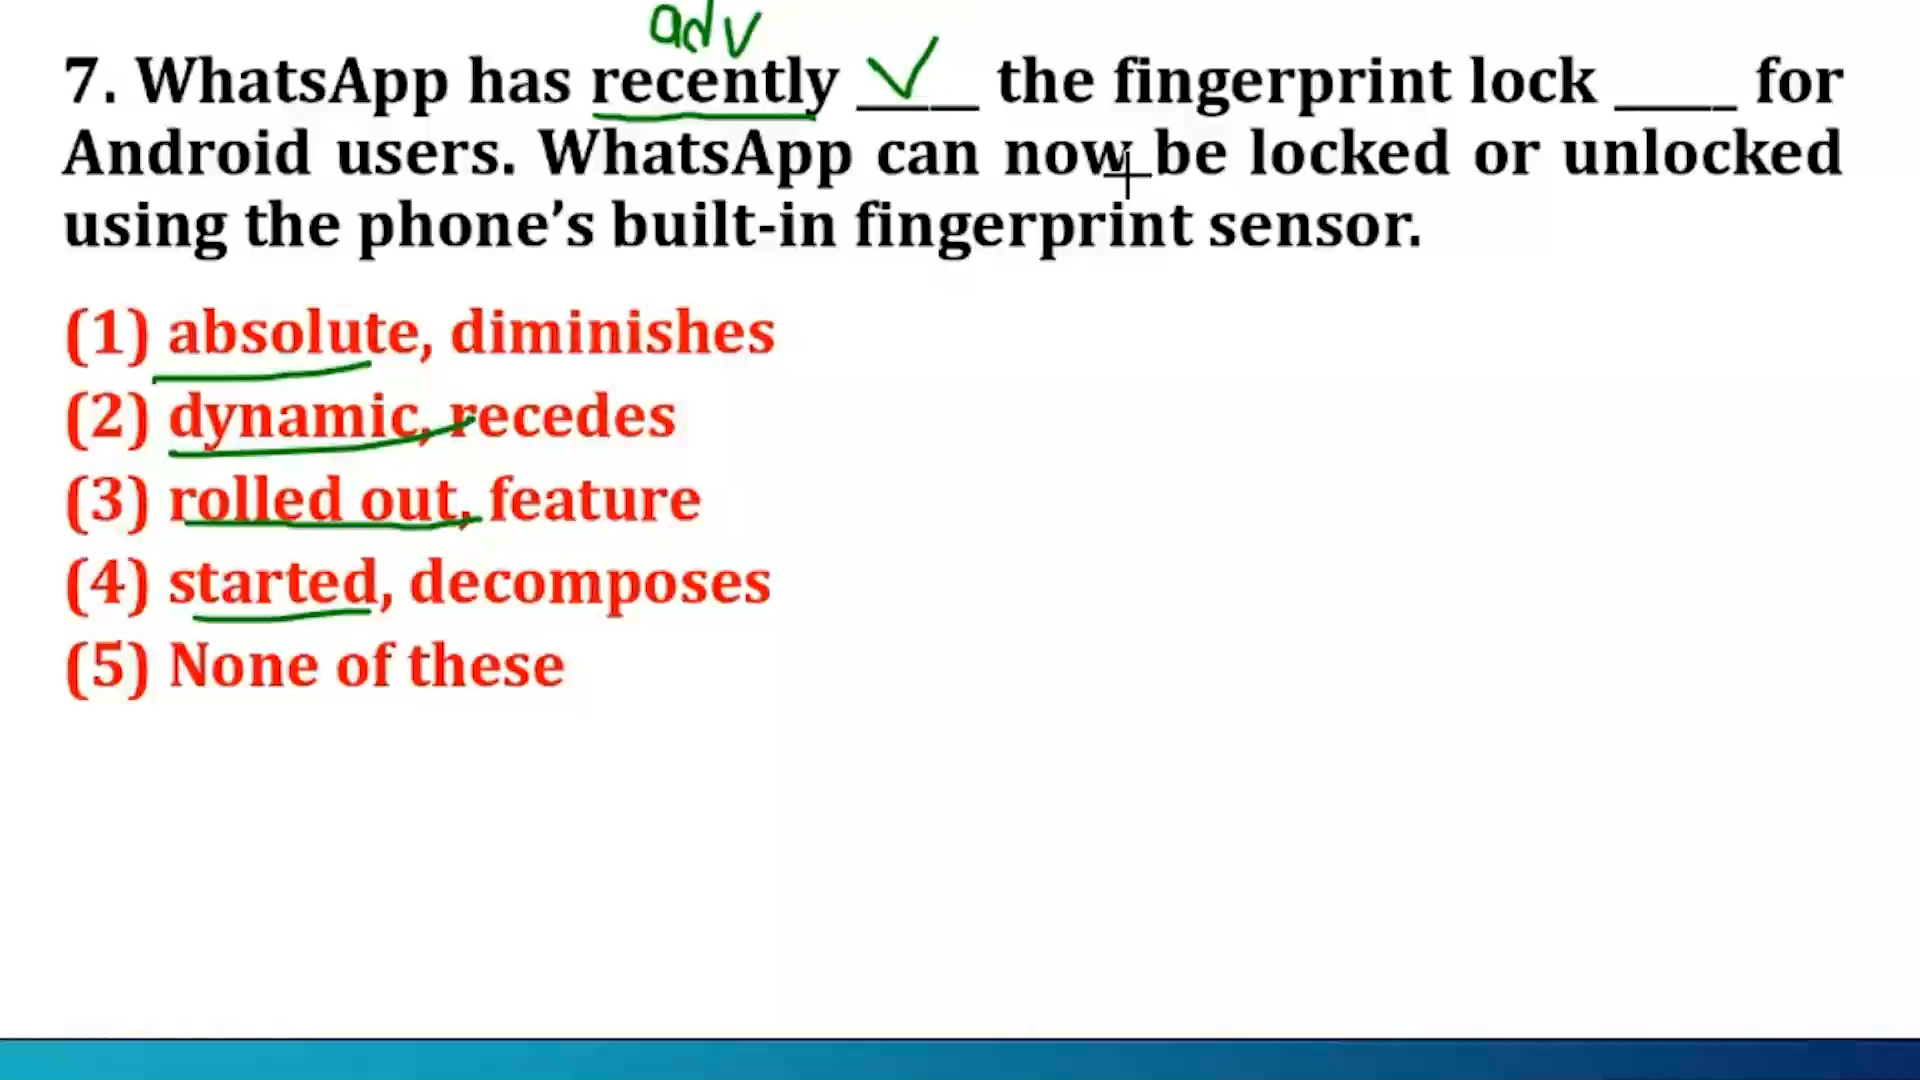 adv
7. WhatsApp has recently _____ the fingerprint lock _____ for
Android users. WhatsApp can now be locked or unlocked
using the phone’s built-in fingerprint sensor.
(1) absolute, diminishes
(2) dynamic, recedes
(3) rolled out, feature
(4) started, decomposes
(5) None of these